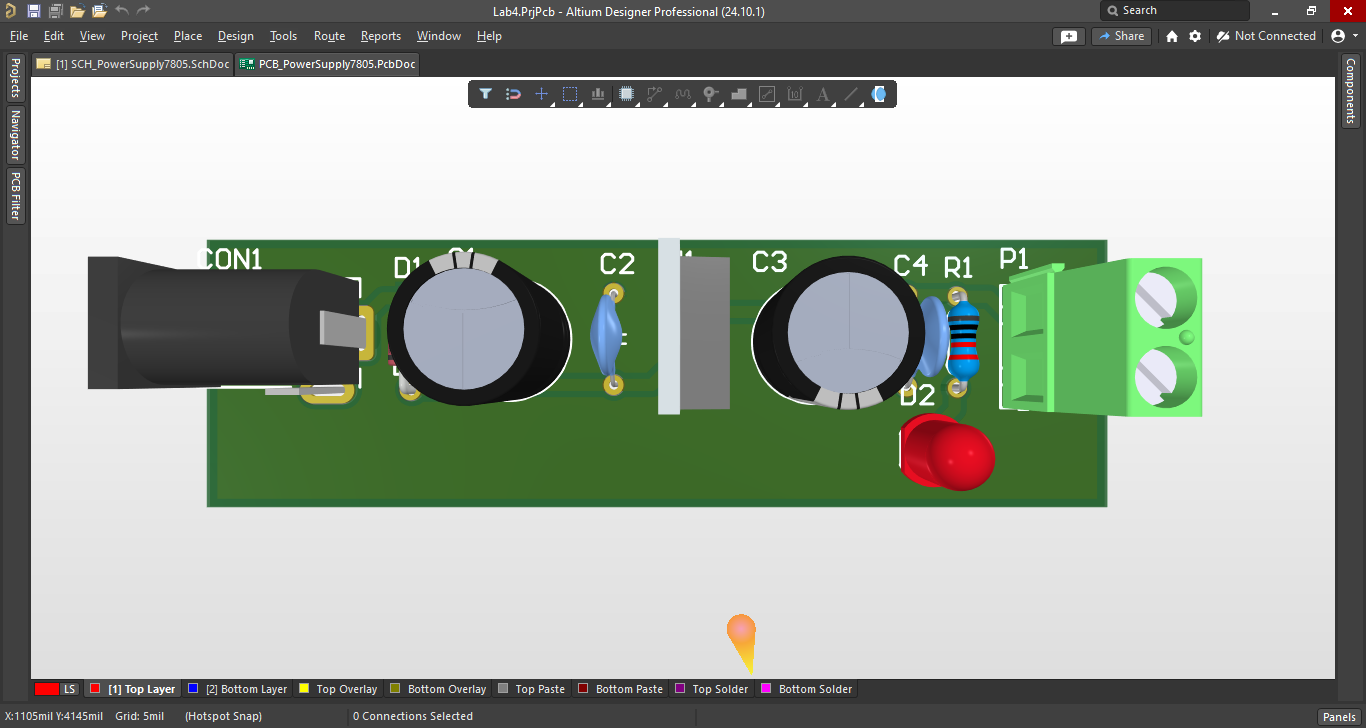 Lab4.PrjPcb - Altium Designer Professional (24.10.1)
Search
File Edit View Project Place Design Tools Route Reports Window Help
Share
Not Connected
[1] SCH_PowerSupply7805.SchDoc
PCB_PowerSupply7805.PcbDoc
Projects
Navigator
PCB Filter
Components
CON1
D1
C2
C3
C4
R1
P1
D2
LS
[1] Top Layer
[2] Bottom Layer
Top Overlay
Bottom Overlay
Top Paste
Bottom Paste
Top Solder
Bottom Solder
X:1105mil Y:4145mil Grid: 5mil (Hotspot Snap)
0 Connections Selected
Panels